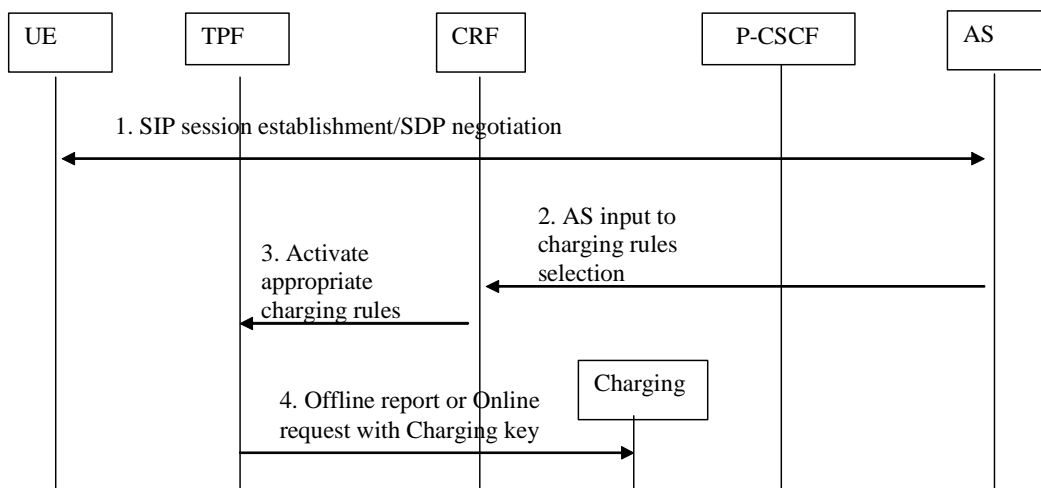 UE
TPF
CRF
P-CSCF
AS
1. SIP session establishment/SDP negotiation
2. AS input to
charging rules
selection
3. Activate
appropriate
charging rules
Charging
4. Offline report or Online
request with Charging key